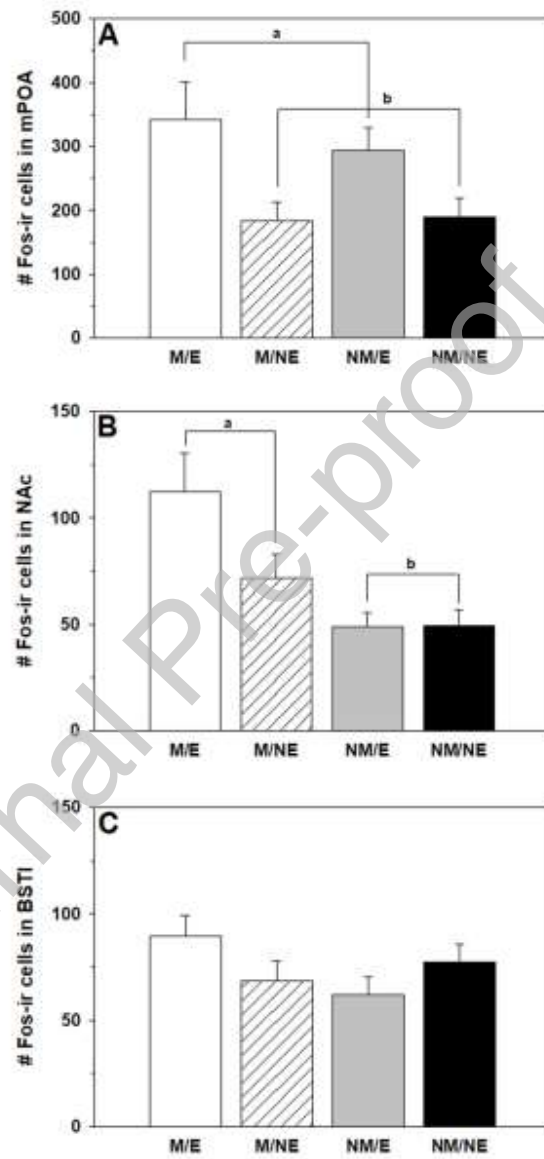 A
# Fos-ir cells in mPOA
500
400
300
200
100
0
a
b
M/E M/NE NM/E NM/NE
B
# Fos-ir cells in NAc
150
100
50
0
a
b
M/E M/NE NM/E NM/NE
C
# Fos-ir cells in BSTl
150
100
50
0
M/E M/NE NM/E NM/NE
nal Pre-proof